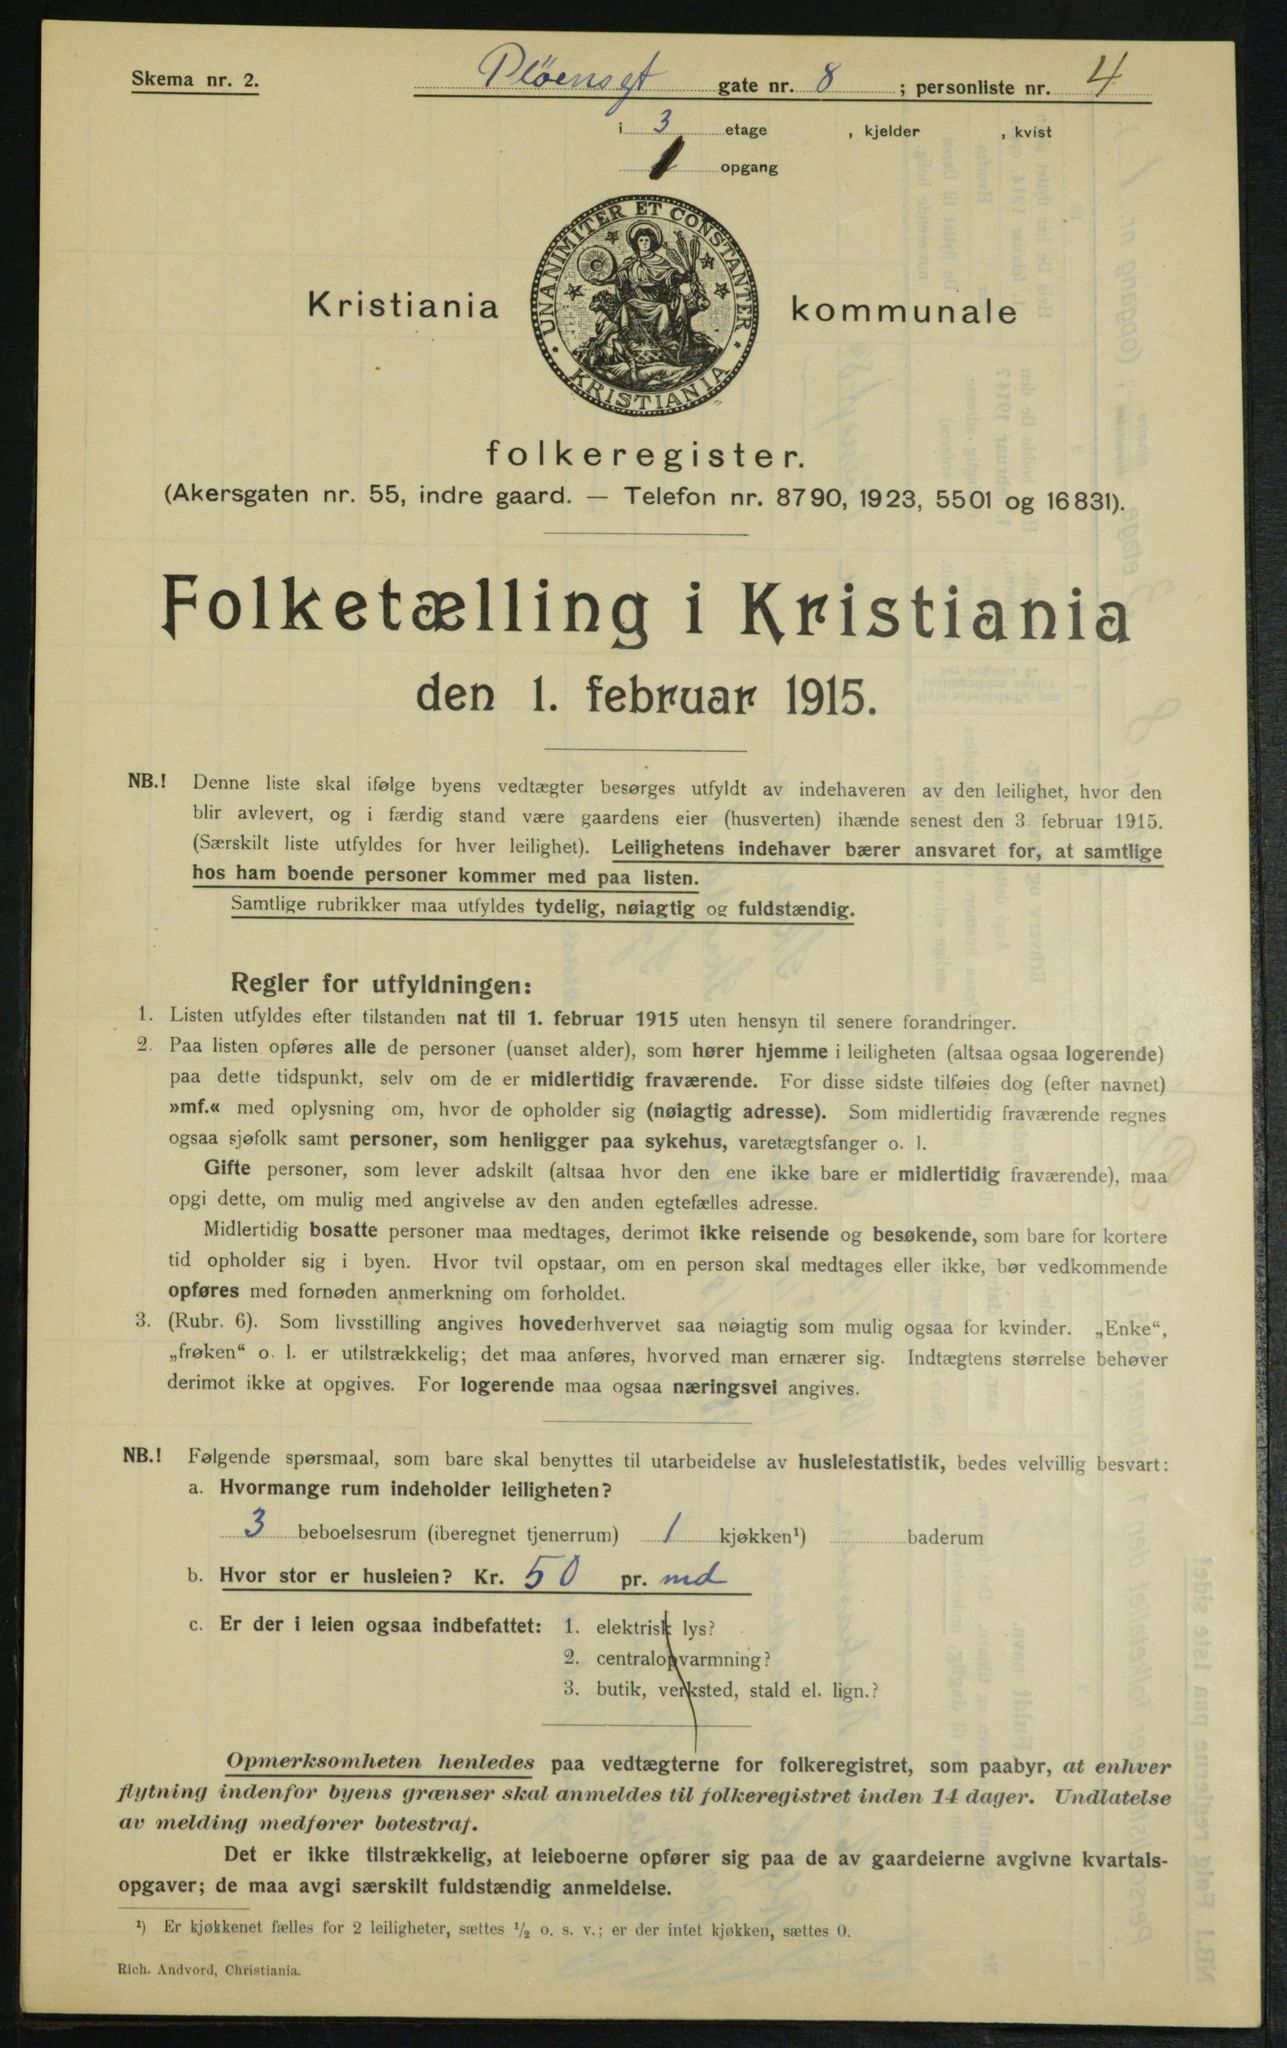 Skema nr. 2.
Plöensgt gate nr. 8 ; personliste nr. 4
i 3 etage , kjelder , kvist
1 opgang
UNANIMITER ET CONSTANTER
KRISTIANIA
Kristiania kommunale
folkeregister.
(Akersgaten nr. 55, indre gaard. — Telefon nr. 8790, 1923, 5501 og 16831).
Folketælling i Kristiania
den 1. februar 1915.
NB.! Denne liste skal ifølge byens vedtægter besørges utfyldt av indehaveren av den leilighet, hvor den
blir avlevert, og i færdig stand være gaardens eier (husverten) ihænde senest den 3 februar 1915.
(Særskilt liste utfyldes for hver leilighet). Leilighetens indehaver bærer ansvaret for, at samtlige
hos ham boende personer kommer med paa listen.
Samtlige rubrikker maa utfyldes tydelig, nøiagtig og fuldstændig.
Regler for utfyldningen:
1. Listen utfyldes efter tilstanden nat til 1. februar 1915 uten hensyn til senere forandringer.
2. Paa listen opføres alle de personer (uanset alder), som hører hjemme i leiligheten (altsaa ogsaa logerende)
paa dette tidspunkt, selv om de er midlertidig fraværende. For disse sidste tilføies dog (efter navnet)
»mf.« med oplysning om, hvor de opholder sig (nøiagtig adresse). Som midlertidig fraværende regnes
ogsaa sjøfolk samt personer, som henligger paa sykehus, varetægtsfanger o. l.
Gifte personer, som lever adskilt (altsaa hvor den ene ikke bare er midlertidig fraværende), maa
opgi dette, om mulig med angivelse av den anden egtefælles adresse.
Midlertidig bosatte personer maa medtages, derimot ikke reisende og besøkende, som bare for kortere
tid opholder sig i byen. Hvor tvil opstaar, om en person skal medtages eller ikke, bør vedkommende
opføres med fornøden anmerkning om forholdet.
3. (Rubr. 6). Som livsstilling angives hovederhvervet saa nøiagtig som mulig ogsaa for kvinder. „Enke“,
„frøken“ o. l. er utilstrækkelig; det maa anføres, hvorved man ernærer sig. Indtægtens størrelse behøver
derimot ikke at opgives. For logerende maa ogsaa næringsvei angives.
NB.! Følgende spørsmaal, som bare skal benyttes til utarbeidelse av husleiestatistik, bedes velvillig besvart:
a. Hvormange rum indeholder leiligheten?
3 beboelsesrum (iberegnet tjenerrum) 1 kjøkken¹) baderum
b. Hvor stor er husleien? Kr. 50 pr. md
c. Er der i leien ogsaa indbefattet: 1. elektrisk lys?
2. centralopvarmning?
3. butik, verksted, stald el. lign.?
Opmerksomheten henledes paa vedtægterne for folkeregistret, som paabyr, at enhver
flytning indenfor byens grænser skal anmeldes til folkeregistret inden 14 dager. Undlatelse
av melding medfører bøtestraf.
Det er ikke tilstrækkelig, at leieboerne opfører sig paa de av gaardeierne avgivne kvartals-
opgaver; de maa avgi særskilt fuldstændig anmeldelse.
¹) Er kjøkkenet fælles for 2 leiligheter, sættes ½ o. s. v.; er der intet kjøkken, sættes 0.
Rich. Andvord, Christiania.